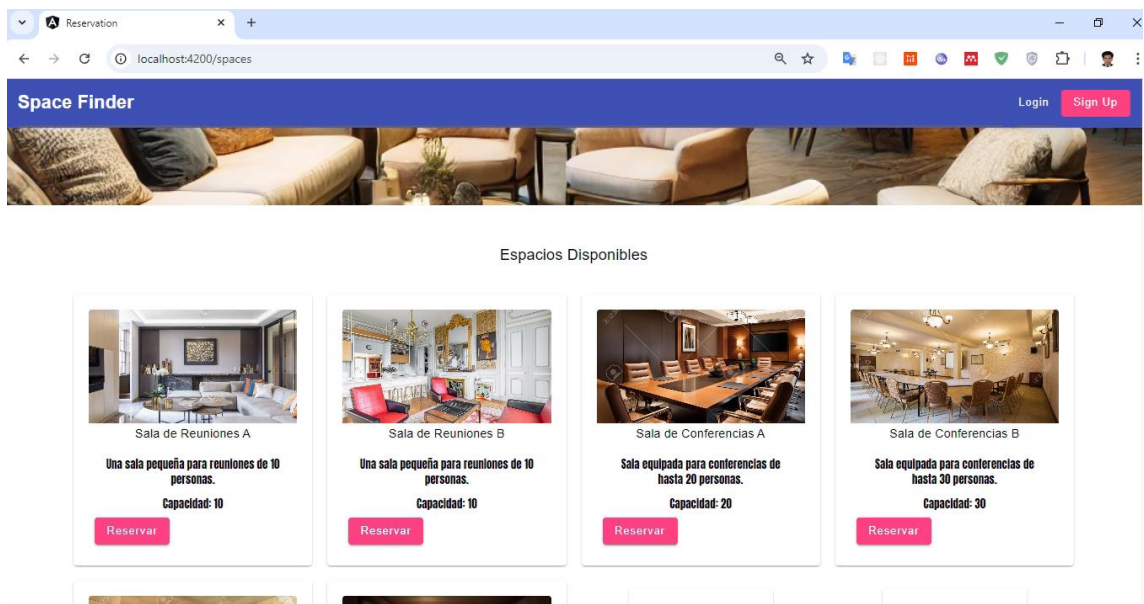 Reservation
localhost:4200/spaces
Space Finder
Login
Sign Up
Espacios Disponibles
Sala de Reuniones A
Una sala pequeña para reuniones de 10
personas.
Capacidad: 10
Reservar
Sala de Reuniones B
Una sala pequeña para reuniones de 10
personas.
Capacidad: 10
Reservar
Sala de Conferencias A
Sala equipada para conferencias de
hasta 20 personas.
Capacidad: 20
Reservar
Sala de Conferencias B
Sala equipada para conferencias de
hasta 30 personas.
Capacidad: 30
Reservar